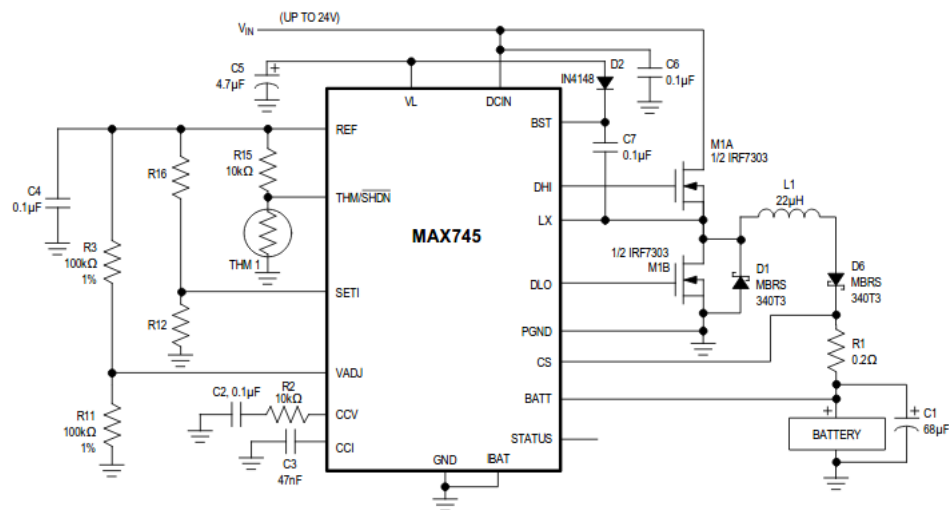 (UP TO 24V)
VIN
C5
4.7µF
D2
IN4148
C6
0.1µF
VL
DCIN
REF
BST
C7
0.1µF
M1A
1/2 IRF7303
R16
R15
10kΩ
C4
0.1µF
THM/SHDN
DHI
L1
22µH
LX
MAX745
R3
100kΩ
1%
THM 1
1/2 IRF7303
M1B
D1
MBRS
340T3
D6
MBRS
340T3
SETI
DLO
R12
PGND
CS
R1
0.2Ω
VADJ
R11
100kΩ
1%
C2, 0.1µF
R2
10kΩ
BATT
CCV
+
+
C1
68µF
STATUS
BATTERY
CCI
C3
47nF
GND
IBAT
+